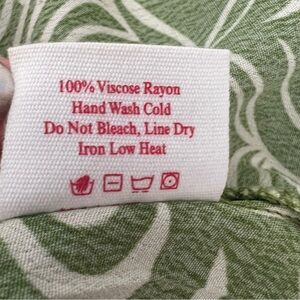 100% Viscose Rayon
Hand Wash Cold
Do Not Bleach, Line Dry
Iron Low Heat